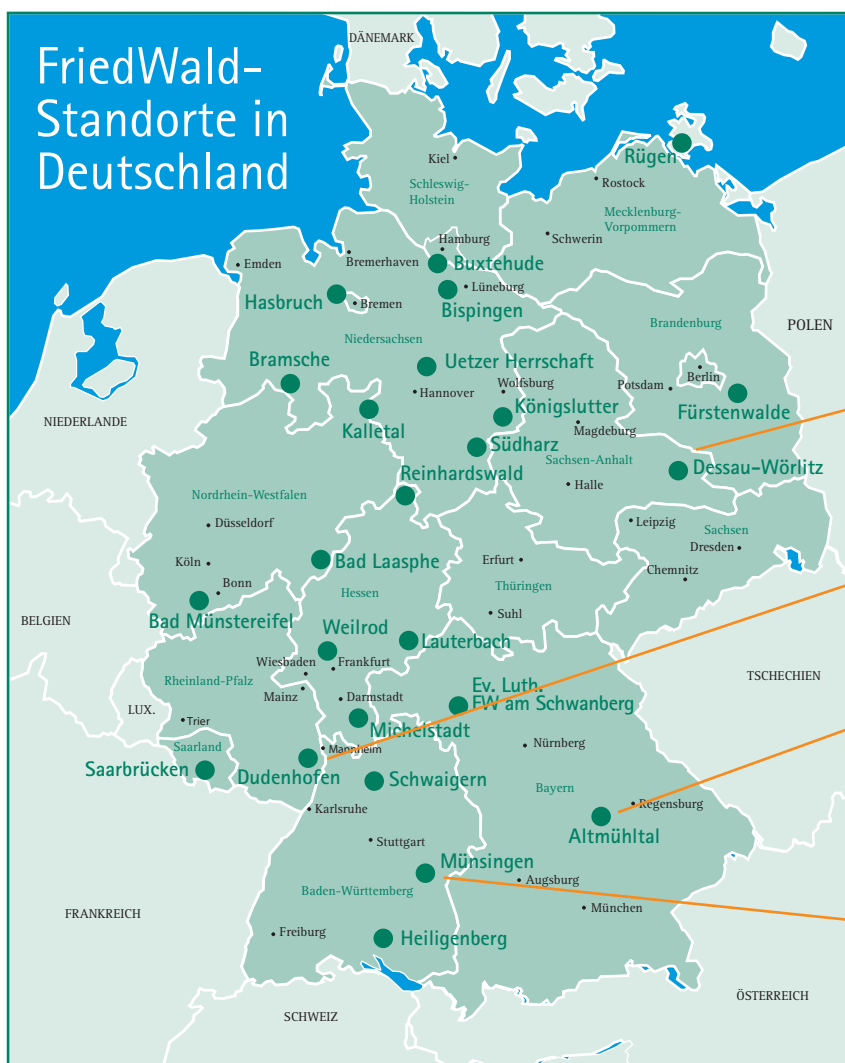 FriedWald-
Standorte in
Deutschland
DÄNEMARK
Kiel
Rügen
Schleswig-
Holstein
Rostock
Mecklenburg-
Vorpommern
Schwerin
Hamburg
Emden
Bremerhaven
Buxtehude
Hasbruch
Bremen
Lüneburg
Bispingen
Brandenburg
POLEN
Niedersachsen
Bramsche
Uetzer Herrschaft
Berlin
Potsdam
Hannover
Wolfsburg
Fürstenwalde
NIEDERLANDE
Kalletal
Königslutter
Magdeburg
Südharz
Sachsen-Anhalt
Dessau-Wörlitz
Reinhardswald
Halle
Nordrhein-Westfalen
Düsseldorf
Leipzig
Sachsen
Dresden
Köln
Bad Laasphe
Erfurt
Chemnitz
Bonn
Hessen
Thüringen
Bad Münstereifel
Suhl
BELGIEN
Weilrod
Lauterbach
Wiesbaden
Frankfurt
TSCHECHIEN
Rheinland-Pfalz
Mainz
Darmstadt
Ev. Luth.
FW am Schwanberg
LUX.
Trier
Michelstadt
Nürnberg
Saarland
Mannheim
Saarbrücken
Dudenhofen
Schwaigern
Bayern
Regensburg
Karlsruhe
Altmühltal
Stuttgart
Münsingen
Baden-Württemberg
Augsburg
München
FRANKREICH
Freiburg
Heiligenberg
ÖSTERREICH
SCHWEIZ